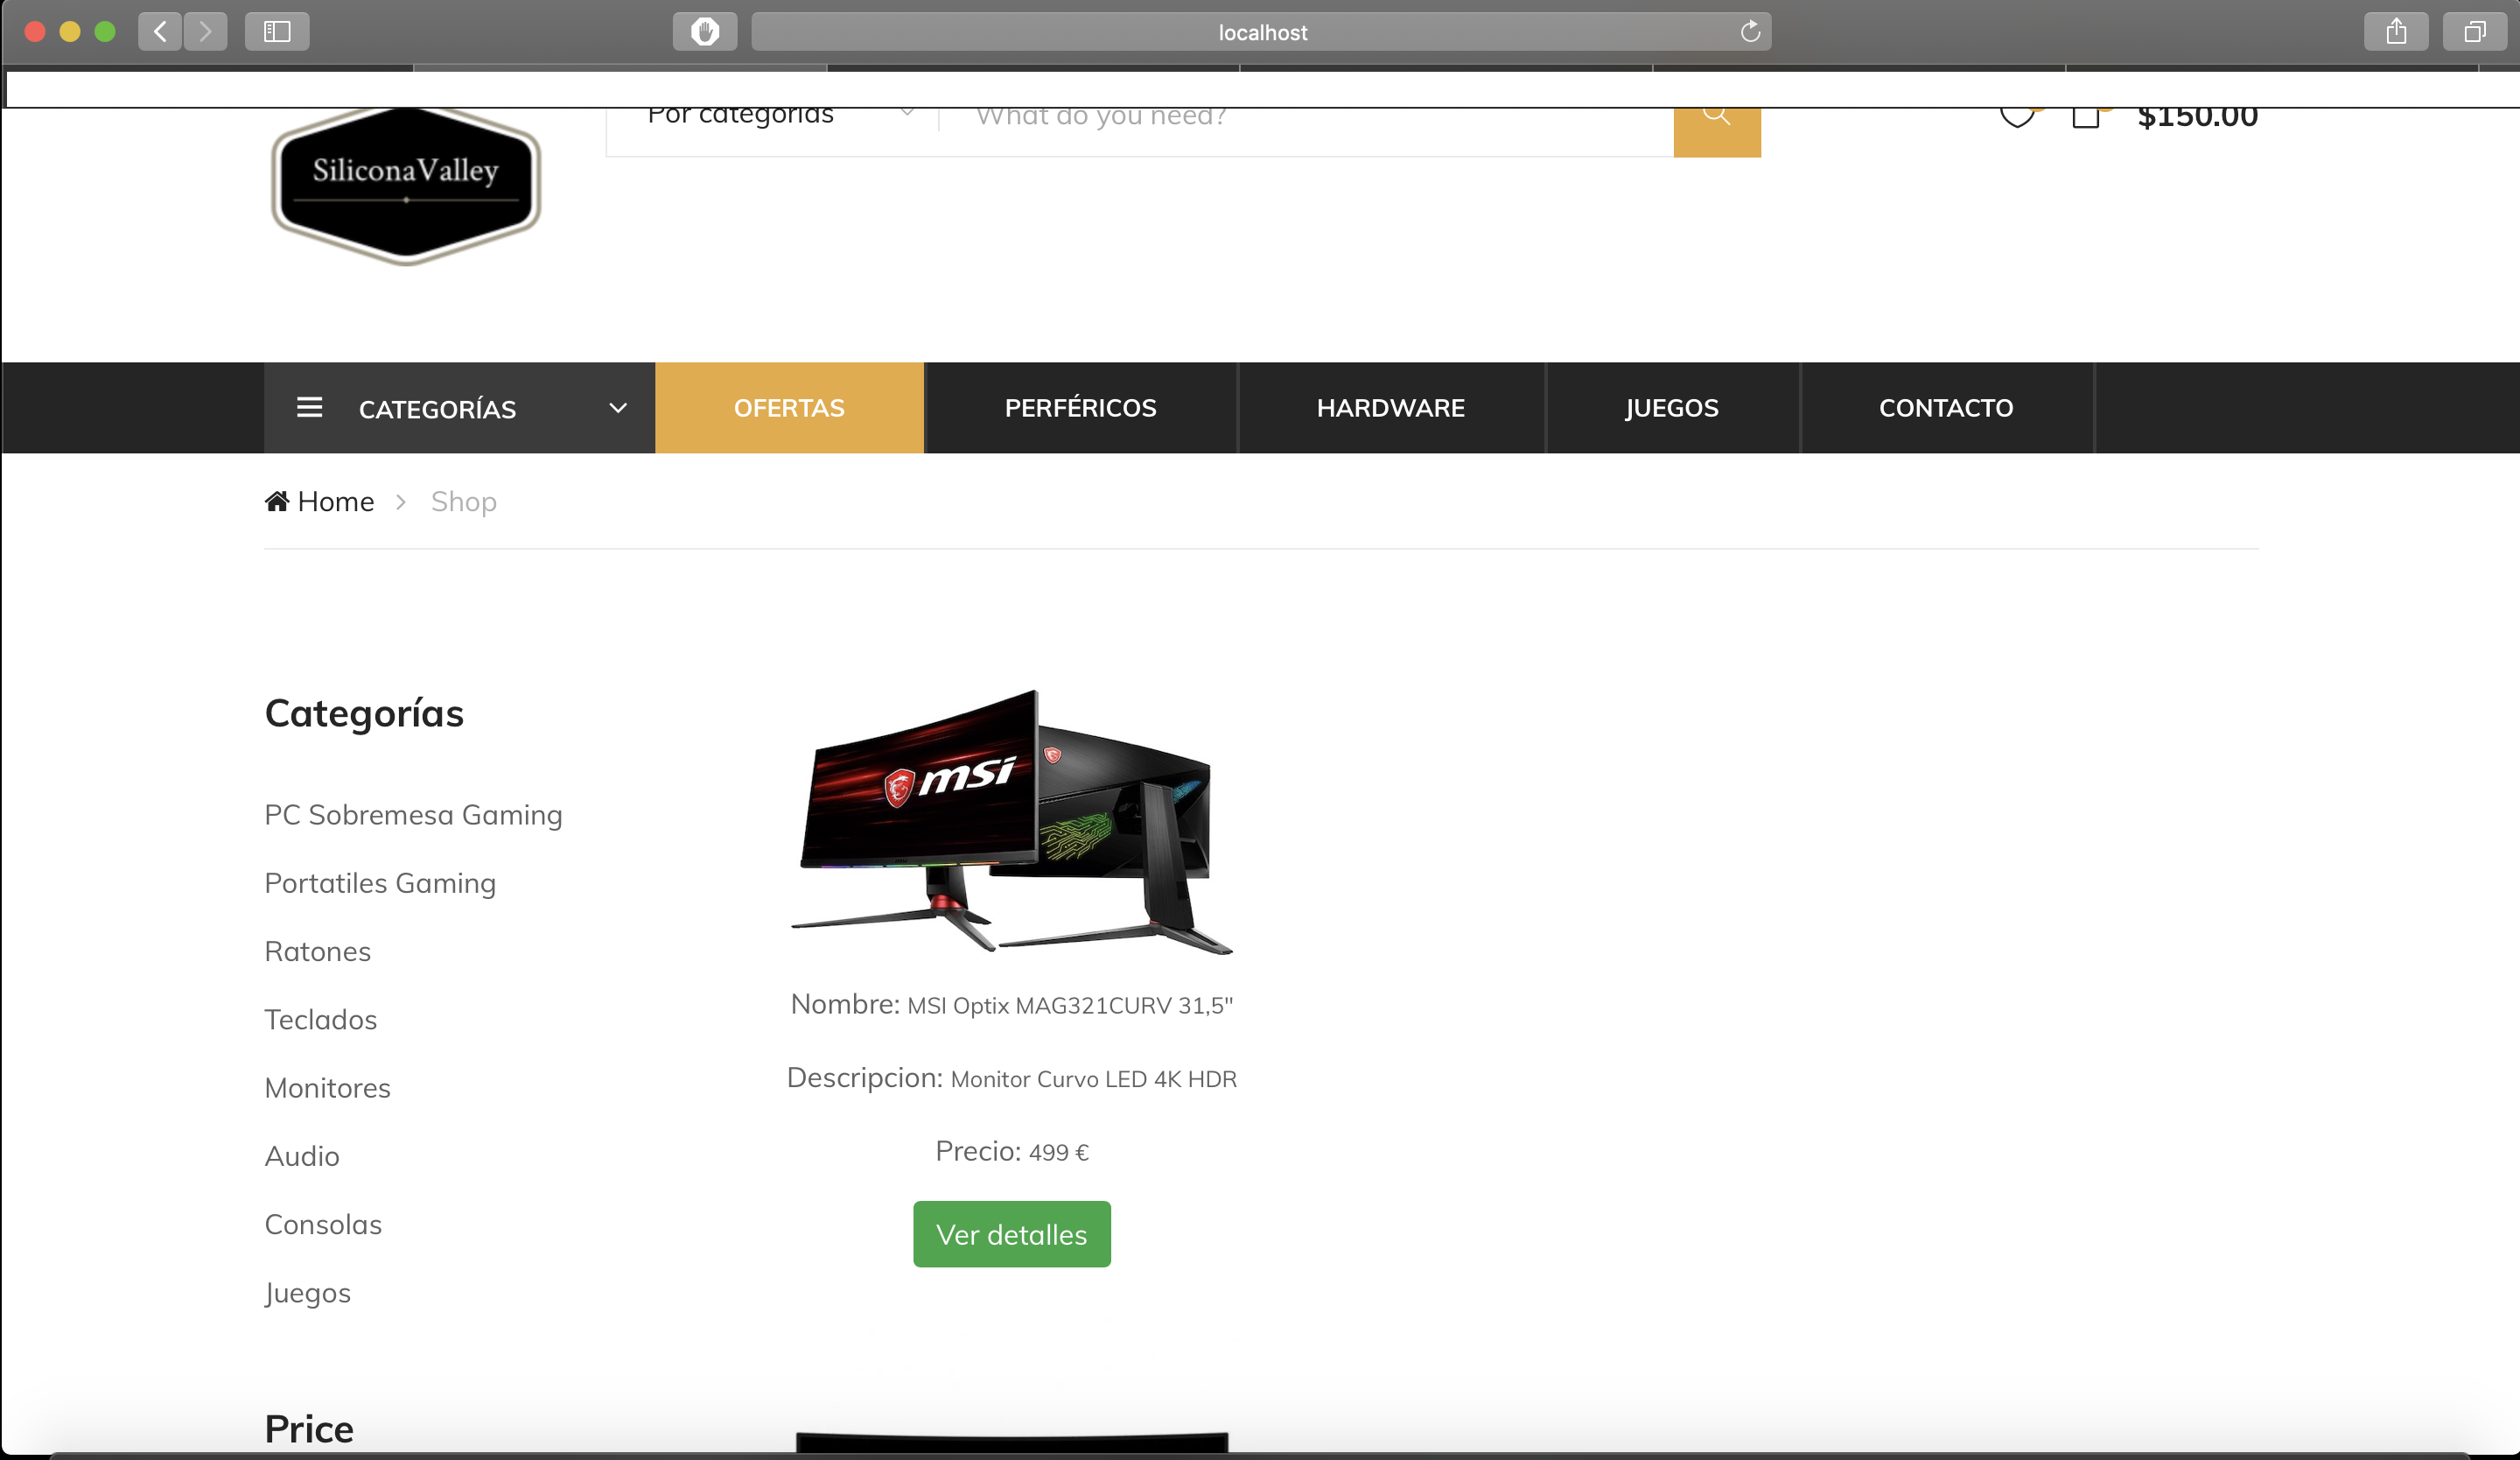 localhost
Por categorías
What do you need?
$150.00
SiliconaValley
CATEGORÍAS
OFERTAS
PERFÉRICOS
HARDWARE
JUEGOS
CONTACTO
Home
Shop
Categorías
PC Sobremesa Gaming
Portatiles Gaming
Ratones
Teclados
Monitores
Audio
Consolas
Juegos
Price
msi
Nombre: MSI Optix MAG321CURV 31,5"
Descripcion: Monitor Curvo LED 4K HDR
Precio: 499 €
Ver detalles